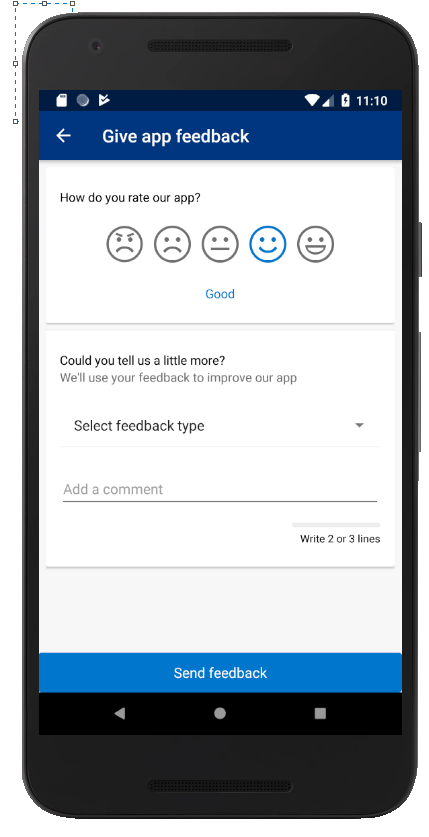 11:10
Give app feedback
How do you rate our app?
Good
Could you tell us a little more?
We'll use your feedback to improve our app
Select feedback type
Add a comment
Write 2 or 3 lines
Send feedback